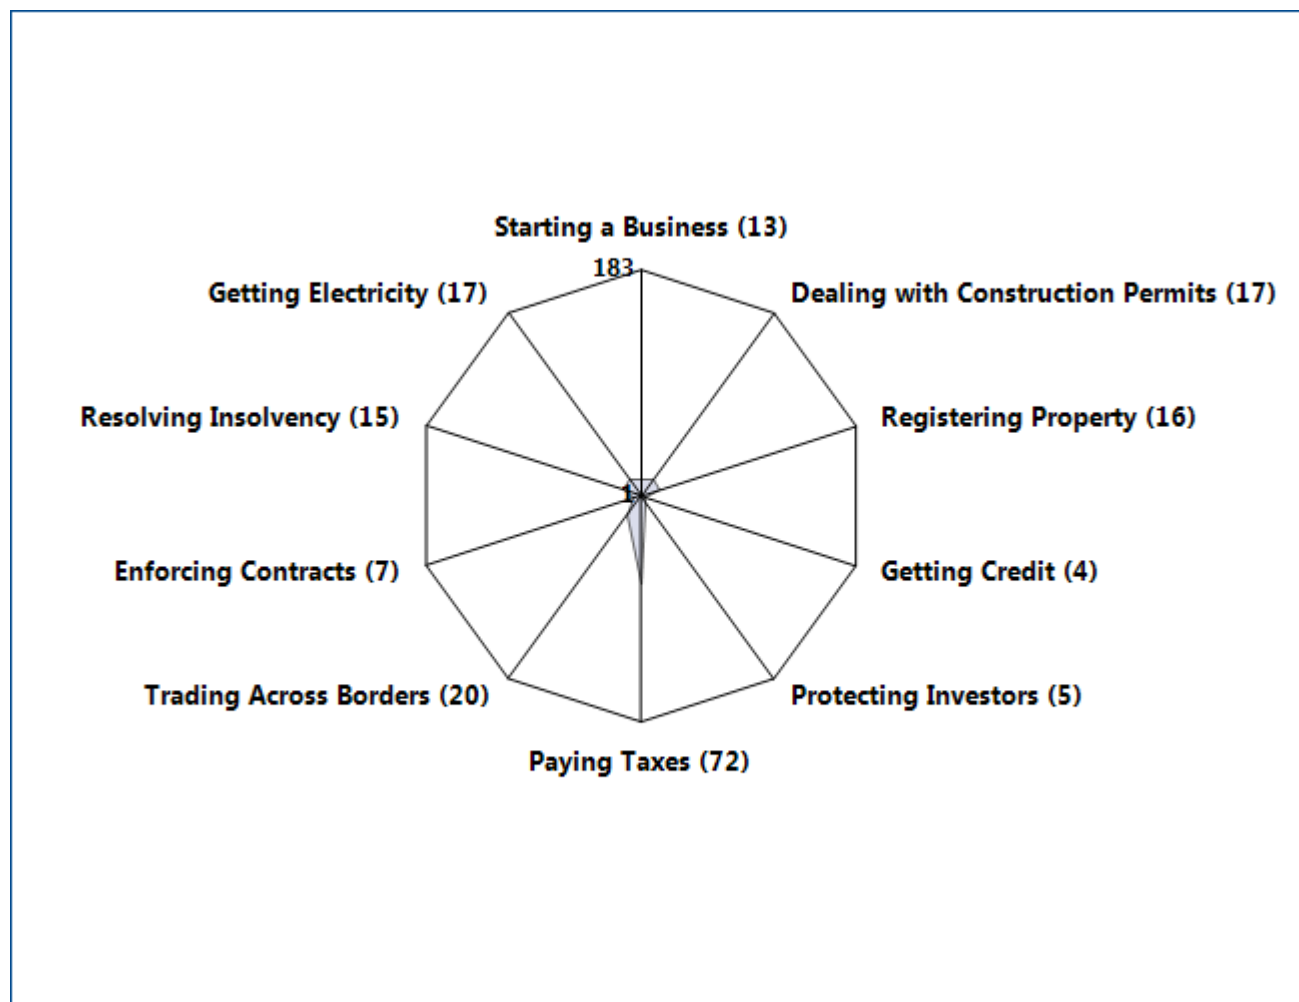 Starting a Business (13)
183
Getting Electricity (17)
Dealing with Construction Permits (17)
Resolving Insolvency (15)
Registering Property (16)
1
Enforcing Contracts (7)
Getting Credit (4)
Trading Across Borders (20)
Protecting Investors (5)
Paying Taxes (72)